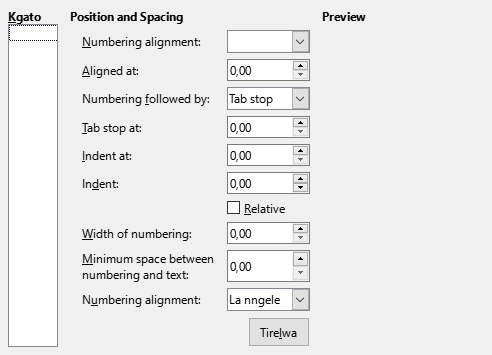 Kgato
Position and Spacing
Preview
Numbering alignment:
Aligned at:
0,00
Numbering followed by:
Tab stop
Tab stop at:
0,00
Indent at:
0,00
Indent:
0,00
Relative
Width of numbering:
0,00
Minimum space between
numbering and text:
0,00
Numbering alignment:
La nngele
Tirelwa